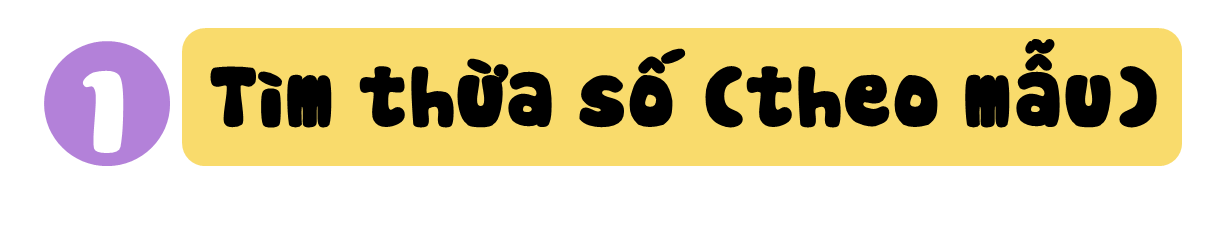 1 Tìm thừa số (theo mẫu)